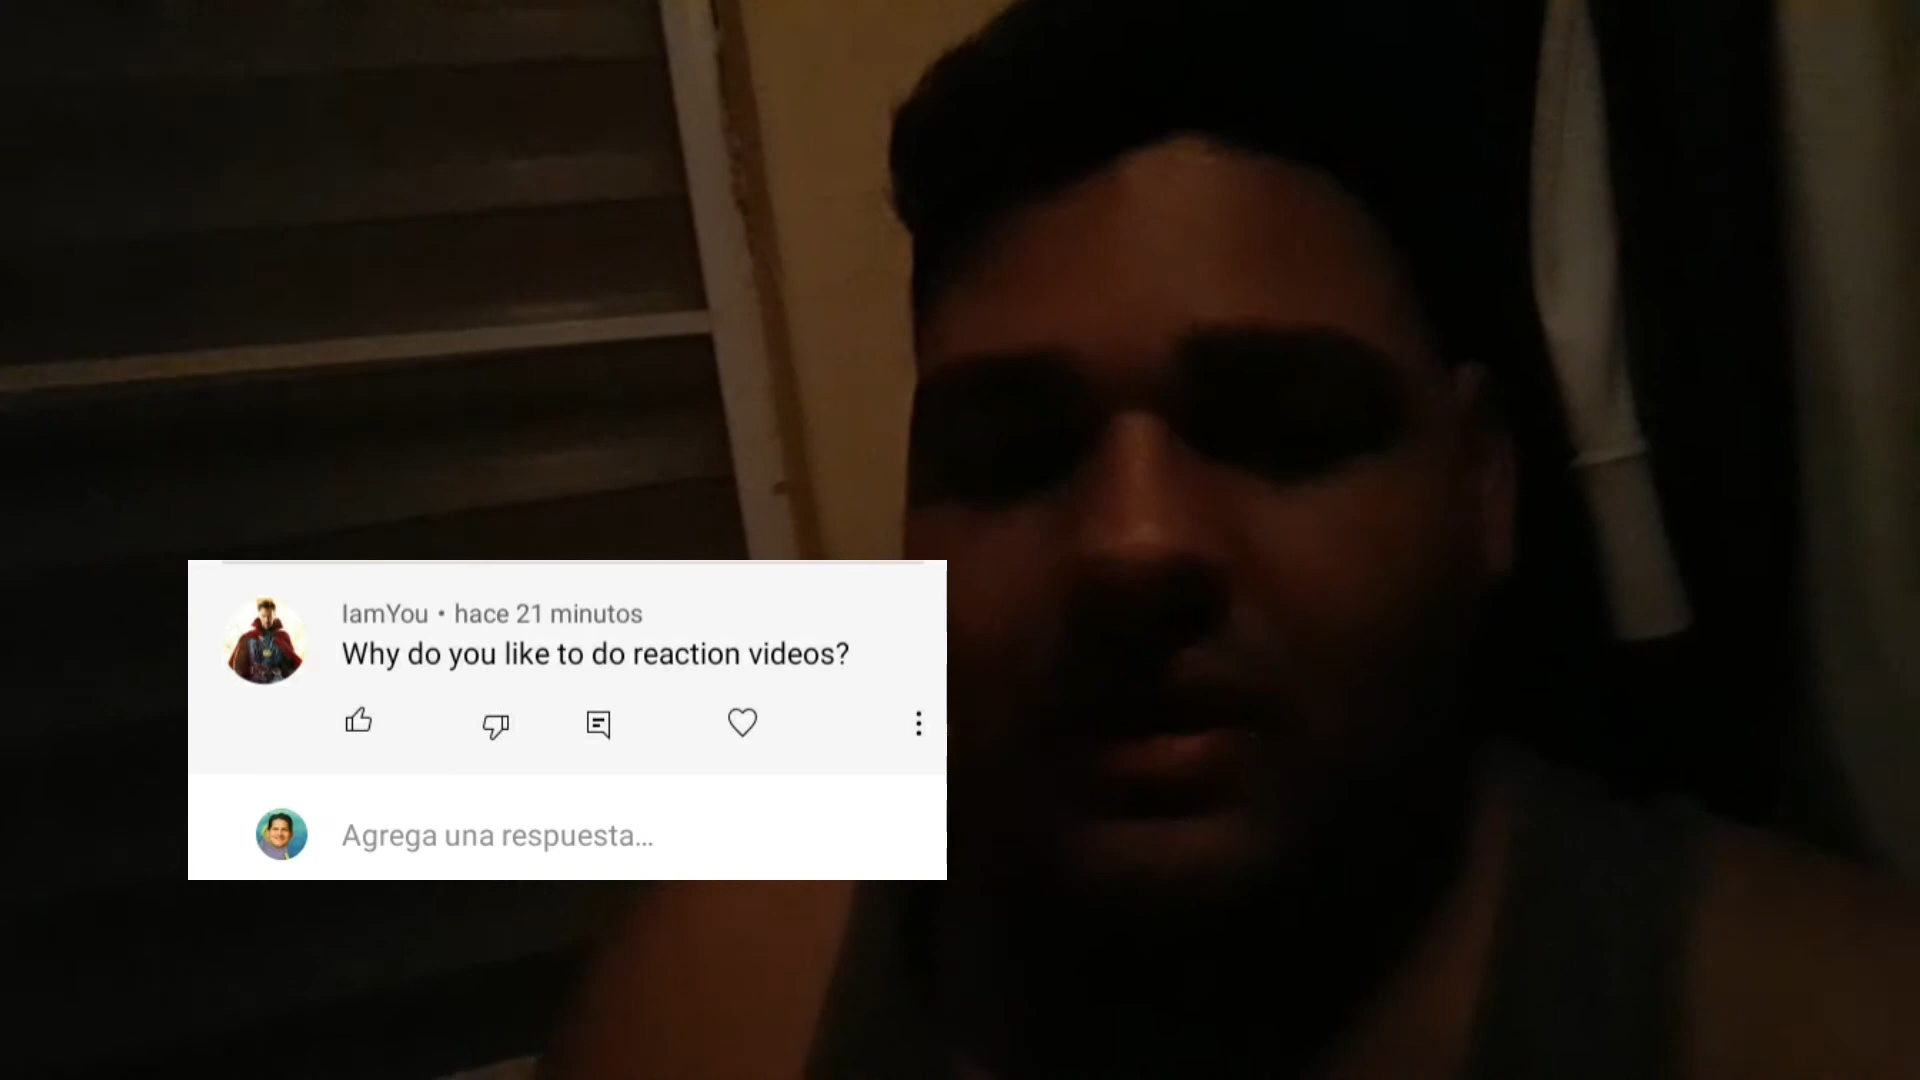 IamYou • hace 21 minutos
Why do you like to do reaction videos?
Agrega una respuesta...